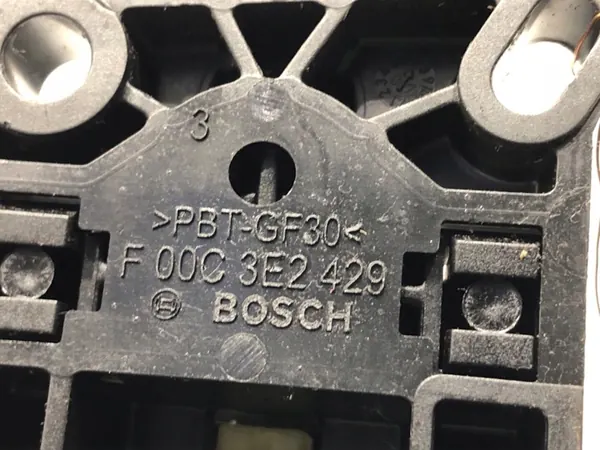 3
>PBT-GF30<
F 00C 3E2 429
BOSCH